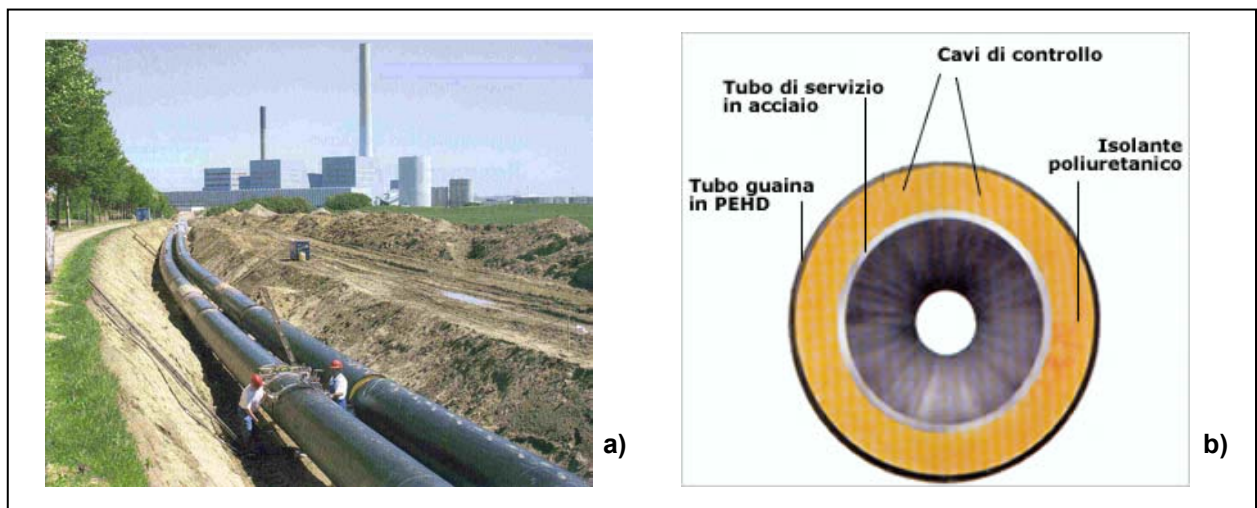 Cavi di controllo
Tubo di servizio
in acciaio
Isolante
poliuretanico
Tubo guaina
in PEHD
a)
b)